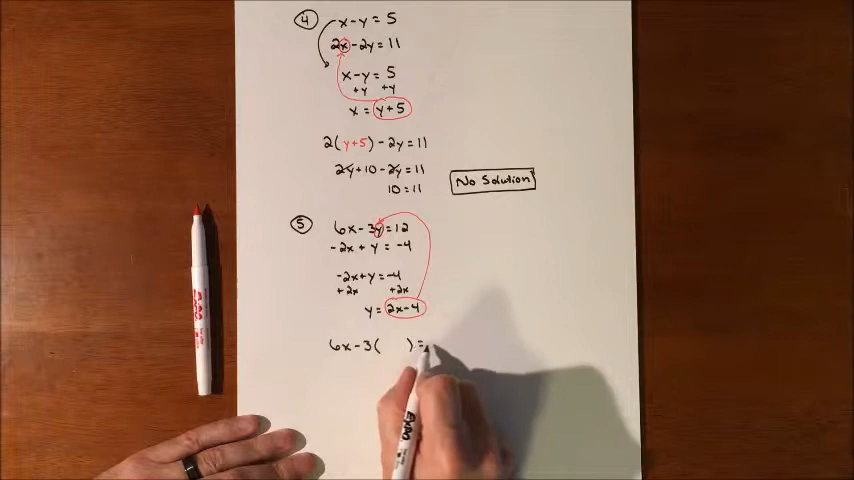 4 x-y=5
2x-2y=11
x-y=5
+y +y
x = y+5
2(y+5)-2y=11
2y+10-2y=11
10=11
No Solution
5 6x-3y=12
-2x+y=-4
-2x+y=-4
+2x +2x
y=2x-4
6x-3( )=
EXPO
EXPO